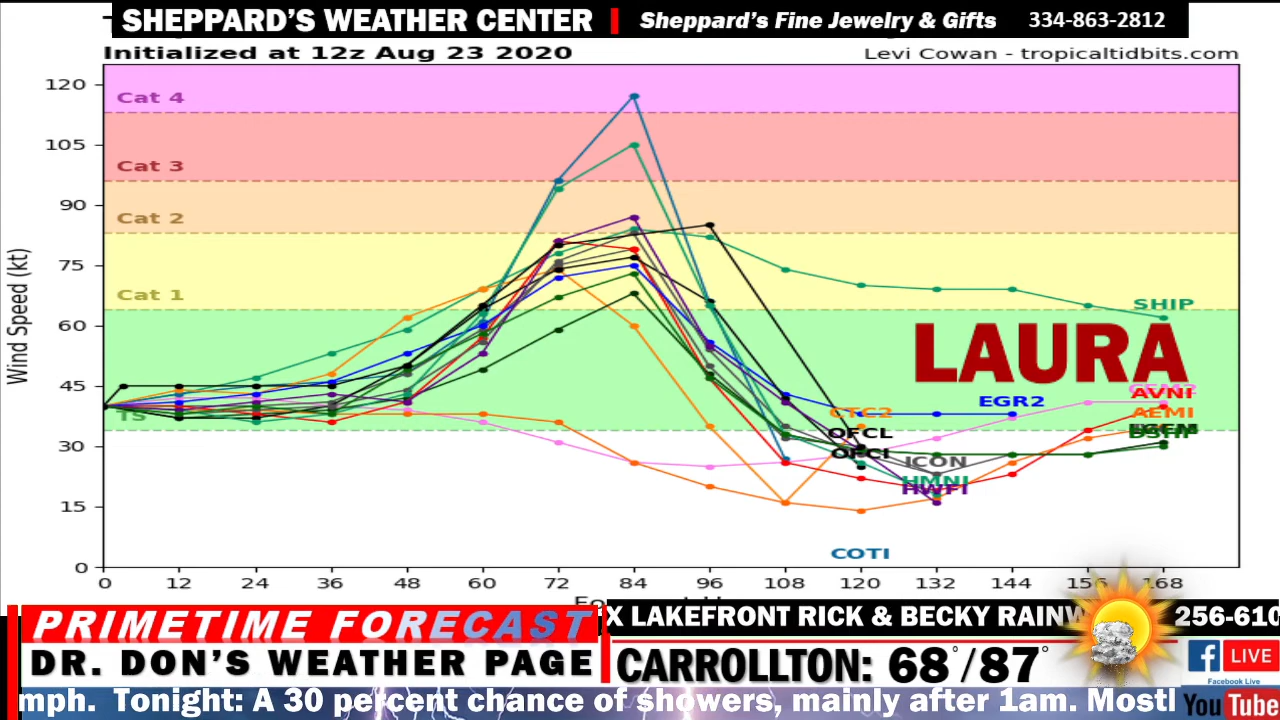 SHEPPARD'S WEATHER CENTER
Sheppard's Fine Jewelry & Gifts
334-863-2812
Initialized at 12z Aug 23 2020
Levi Cowan - tropicaltidbits.com
120
Cat 4
105
Cat 3
90
Cat 2
75
Cat 1
60
45
TS
30
15
0
Wind Speed (kt)
SHIP
LAURA
AVNI
EGR2
CTC2
AEMI
OFCL
OFCI
ICON
HMNI
HWFI
COTI
0 12 24 36 48 60 72 84 96 108 120 132 144 156 168
PRIMETIME FORECAST
X LAKEFRONT RICK & BECKY RAINW
256-610
DR. DON'S WEATHER PAGE
CARROLLTON: 68°/87°
LIVE
Facebook Live
mph. Tonight: A 30 percent chance of showers, mainly after 1am. Mostl
YouTube